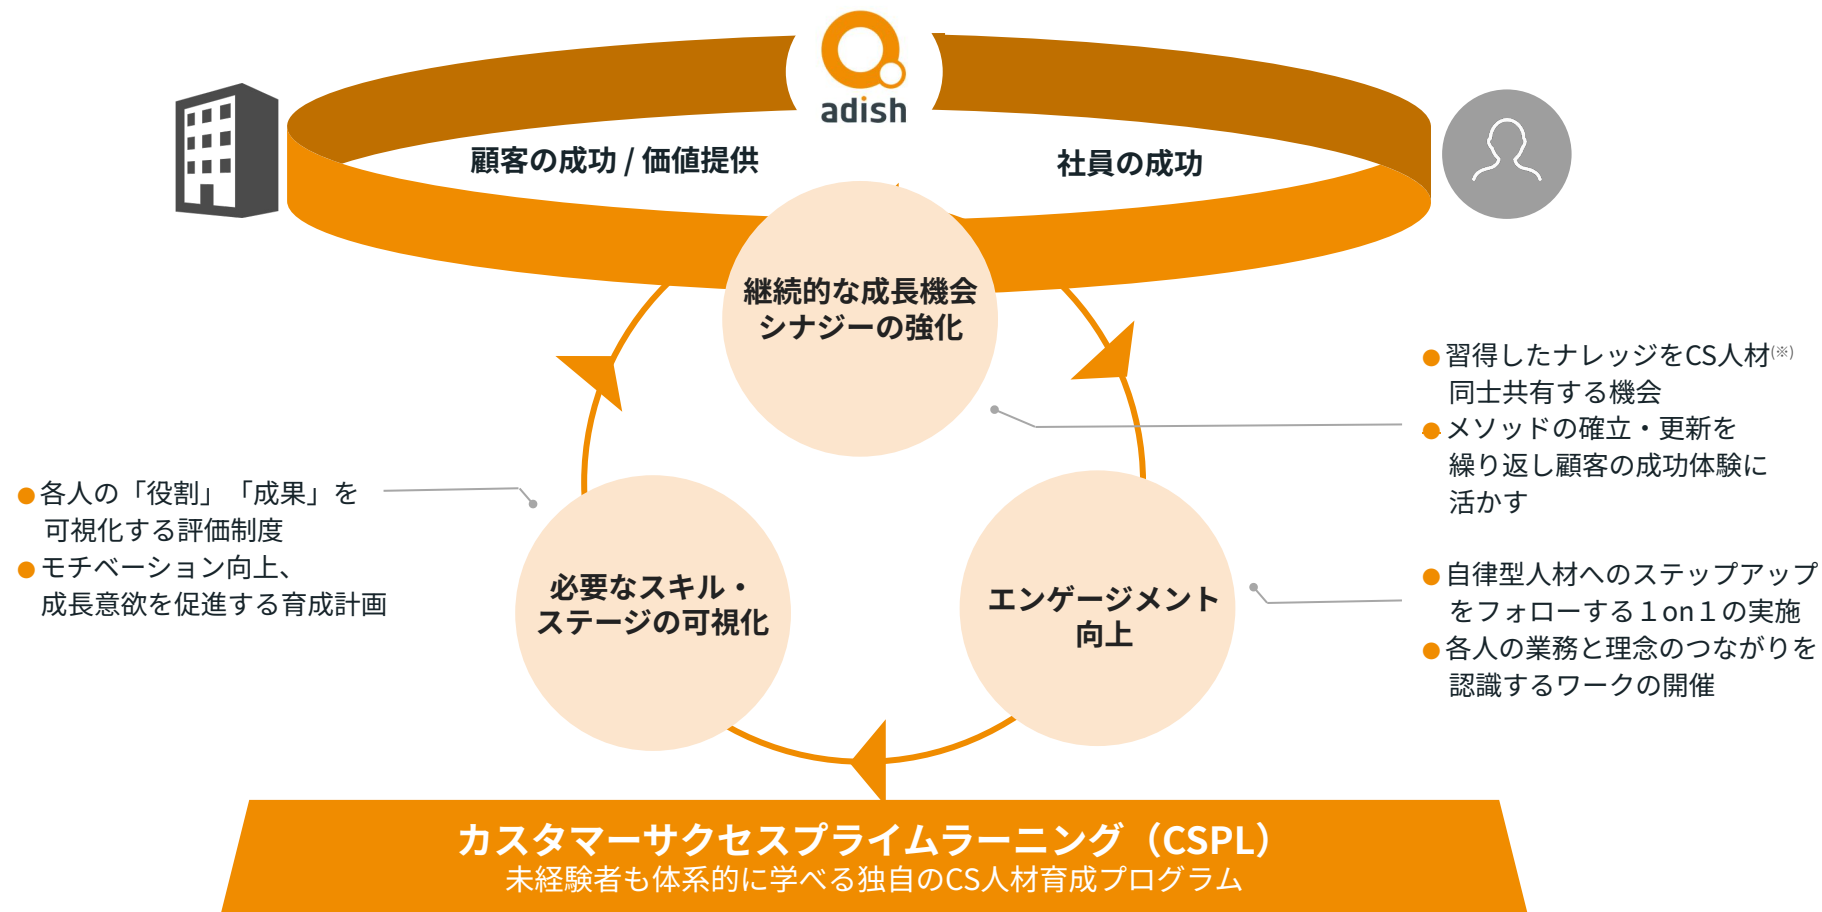 adish
顧客の成功 / 価値提供
社員の成功
継続的な成長機会
シナジーの強化
●習得したナレッジをCS人材(※)
同士共有する機会
●メソッドの確立・更新を
繰り返し顧客の成功体験に
活かす
●各人の「役割」「成果」を
可視化する評価制度
●モチベーション向上、
成長意欲を促進する育成計画
必要なスキル・
ステージの可視化
エンゲージメント
向上
●自律型人材へのステップアップ
をフォローする１on１の実施
●各人の業務と理念のつながりを
認識するワークの開催
カスタマーサクセスプライムラーニング（CSPL）
未経験者も体系的に学べる独自のCS人材育成プログラム